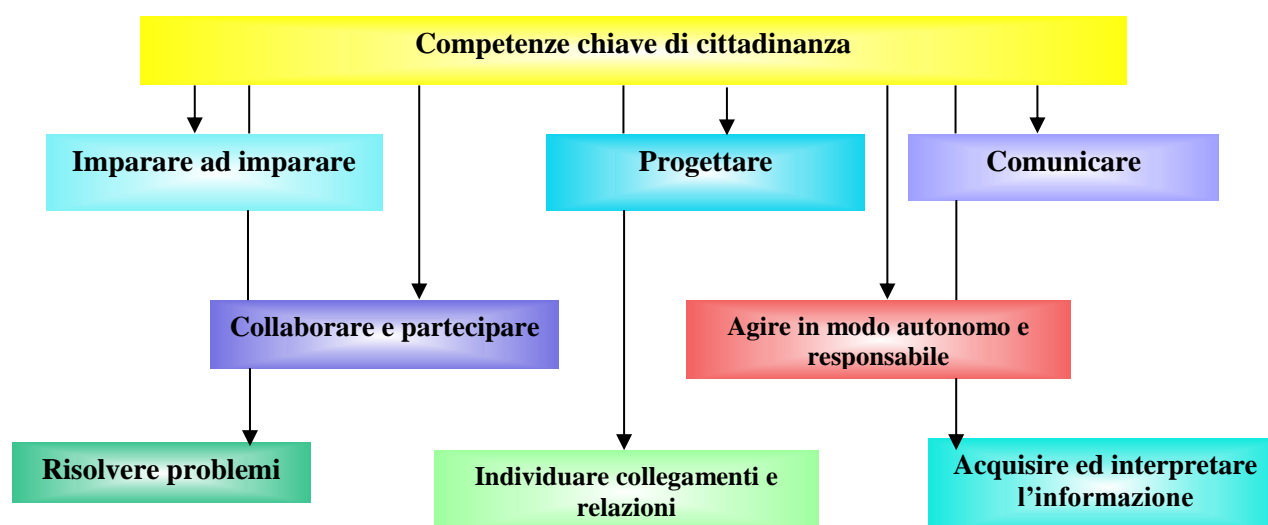 Competenze chiave di cittadinanza
Imparare ad imparare
Progettare
Comunicare
Collaborare e partecipare
Agire in modo autonomo e
responsabile
Risolvere problemi
Individuare collegamenti e
relazioni
Acquisire ed interpretare
l’informazione